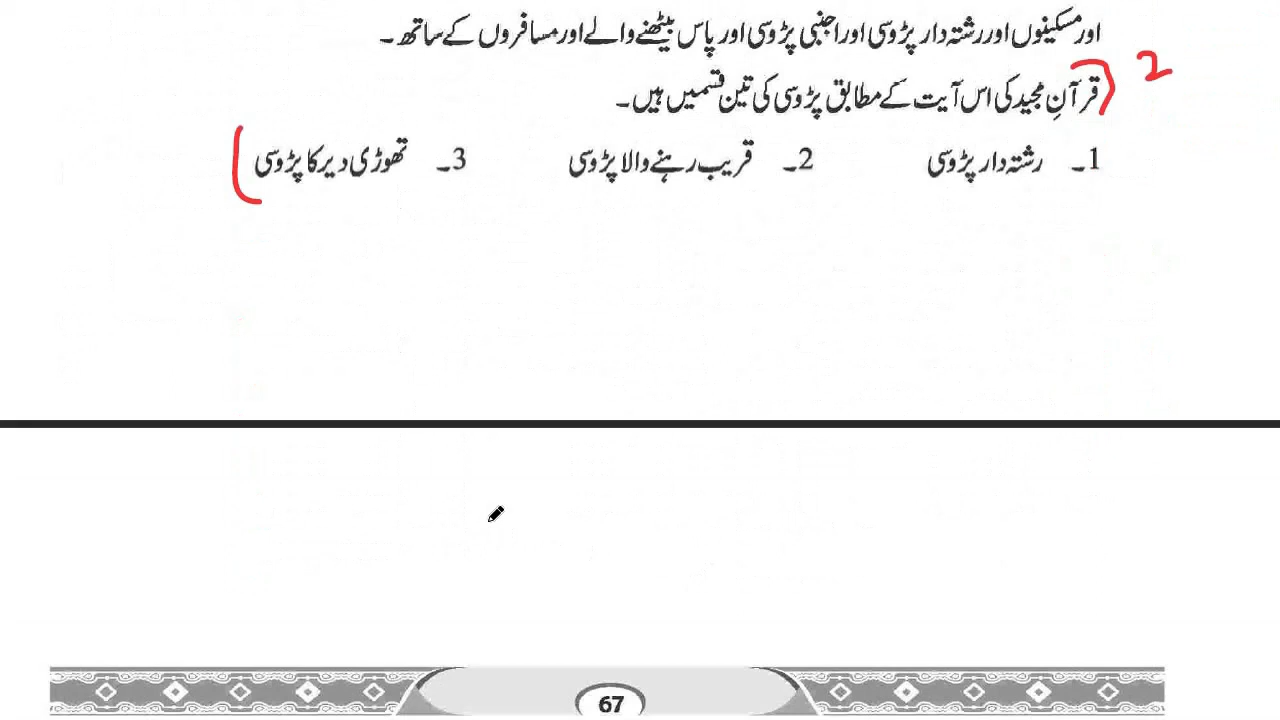 اور مسکینوں اور رشتہ دار پڑوسی اور اجنبی پڑوسی اور پاس بیٹھنے والے اور مسافروں کے ساتھ۔
2
قرآنِ مجید کی اس آیت کے مطابق پڑوسی کی تین قسمیں ہیں۔
1۔ رشتہ دار پڑوسی 2۔ قریب رہنے والا پڑوسی 3۔ تھوڑی دیر کا پڑوسی
67